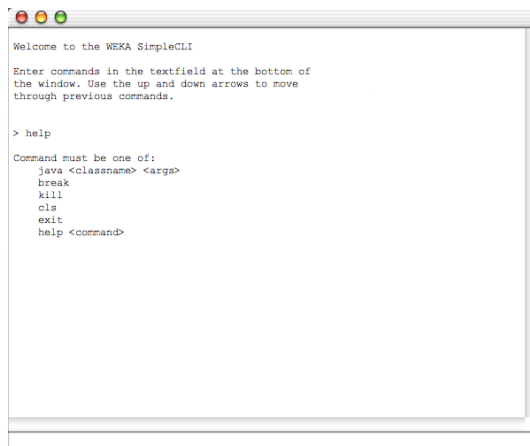 Welcome to the WEKA SimpleCLI
Enter commands in the textfield at the bottom of
the window. Use the up and down arrows to move
through previous commands.
> help
Command must be one of:
java <classname> <args>
break
kill
cls
exit
help <command>